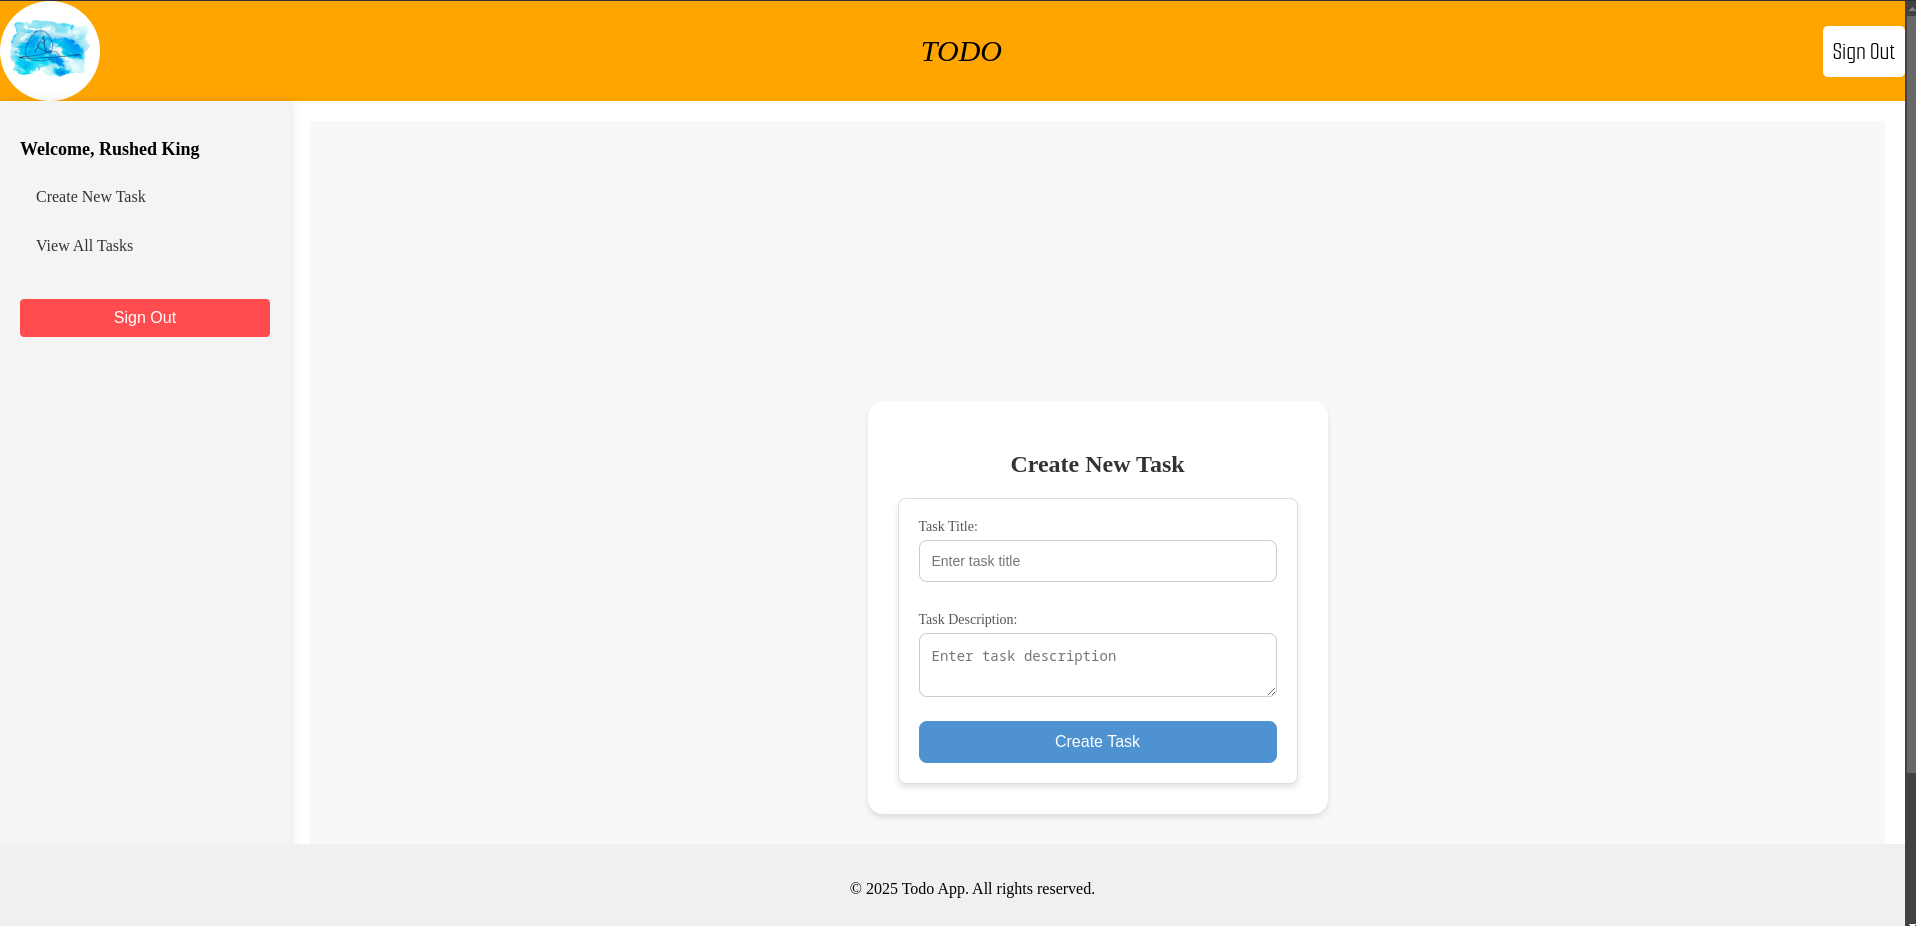 TODO
Sign Out
Welcome, Rushed King
Create New Task
View All Tasks
Sign Out
Create New Task
Task Title:
Enter task title
Task Description:
Enter task description
Create Task
© 2025 Todo App. All rights reserved.